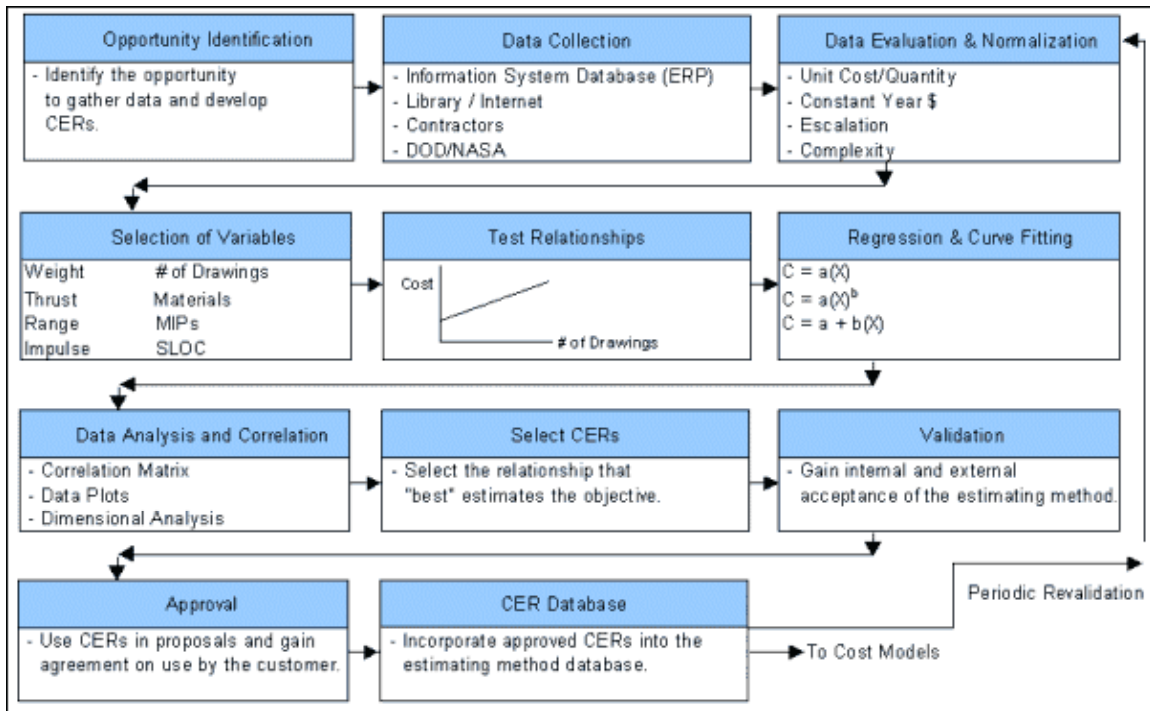 Opportunity Identification
- Identify the opportunity
to gather data and develop
CERs.
Data Collection
- Information System Database (ERP)
- Library / Internet
- Contractors
- DOD/NASA
Data Evaluation & Normalization
- Unit Cost/Quantity
- Constant Year $
- Escalation
- Complexity
Selection of Variables
Weight # of Drawings
Thrust Materials
Range MIPs
Impulse SLOC
Test Relationships
Cost
# of Drawings
Regression & Curve Fitting
C = a(X)
C = a(X)ᵇ
C = a + b(X)
Data Analysis and Correlation
- Correlation Matrix
- Data Plots
- Dimensional Analysis
Select CERs
- Select the relationship that
"best" estimates the objective.
Validation
- Gain internal and external
acceptance of the estimating method.
Approval
- Use CERs in proposals and gain
agreement on use by the customer.
CER Database
- Incorporate approved CERs into the
estimating method database.
Periodic Revalidation
To Cost Models